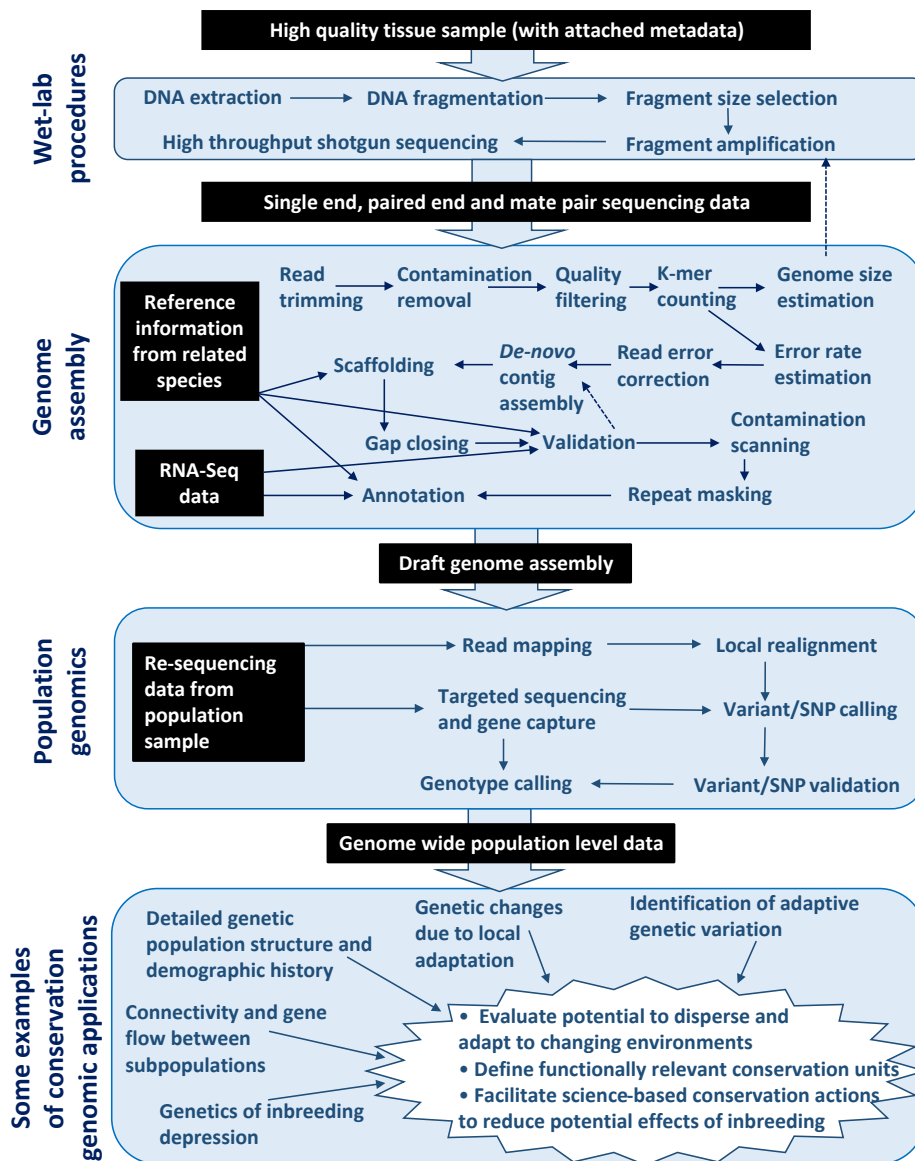 High quality tissue sample (with attached metadata)
Wet-lab
procedures
DNA extraction
DNA fragmentation
Fragment size selection
High throughput shotgun sequencing
Fragment amplification
Single end, paired end and mate pair sequencing data
Genome
assembly
Read
trimming
Contamination
removal
Quality
filtering
K-mer
counting
Genome size
estimation
Reference
information
from related
species
Scaffolding
De-novo
contig
assembly
Read error
correction
Error rate
estimation
Gap closing
Validation
Contamination
scanning
RNA-Seq
data
Annotation
Repeat masking
Draft genome assembly
Population
genomics
Re-sequencing
data from
population
sample
Read mapping
Local realignment
Targeted sequencing
and gene capture
Variant/SNP calling
Genotype calling
Variant/SNP validation
Genome wide population level data
Some examples
of conservation
genomic applications
Detailed genetic
population structure and
demographic history
Genetic changes
due to local
adaptation
Identification of adaptive
genetic variation
Connectivity and gene
flow between
subpopulations
Genetics of inbreeding
depression
• Evaluate potential to disperse and
adapt to changing environments
• Define functionally relevant conservation units
• Facilitate science-based conservation actions
to reduce potential effects of inbreeding